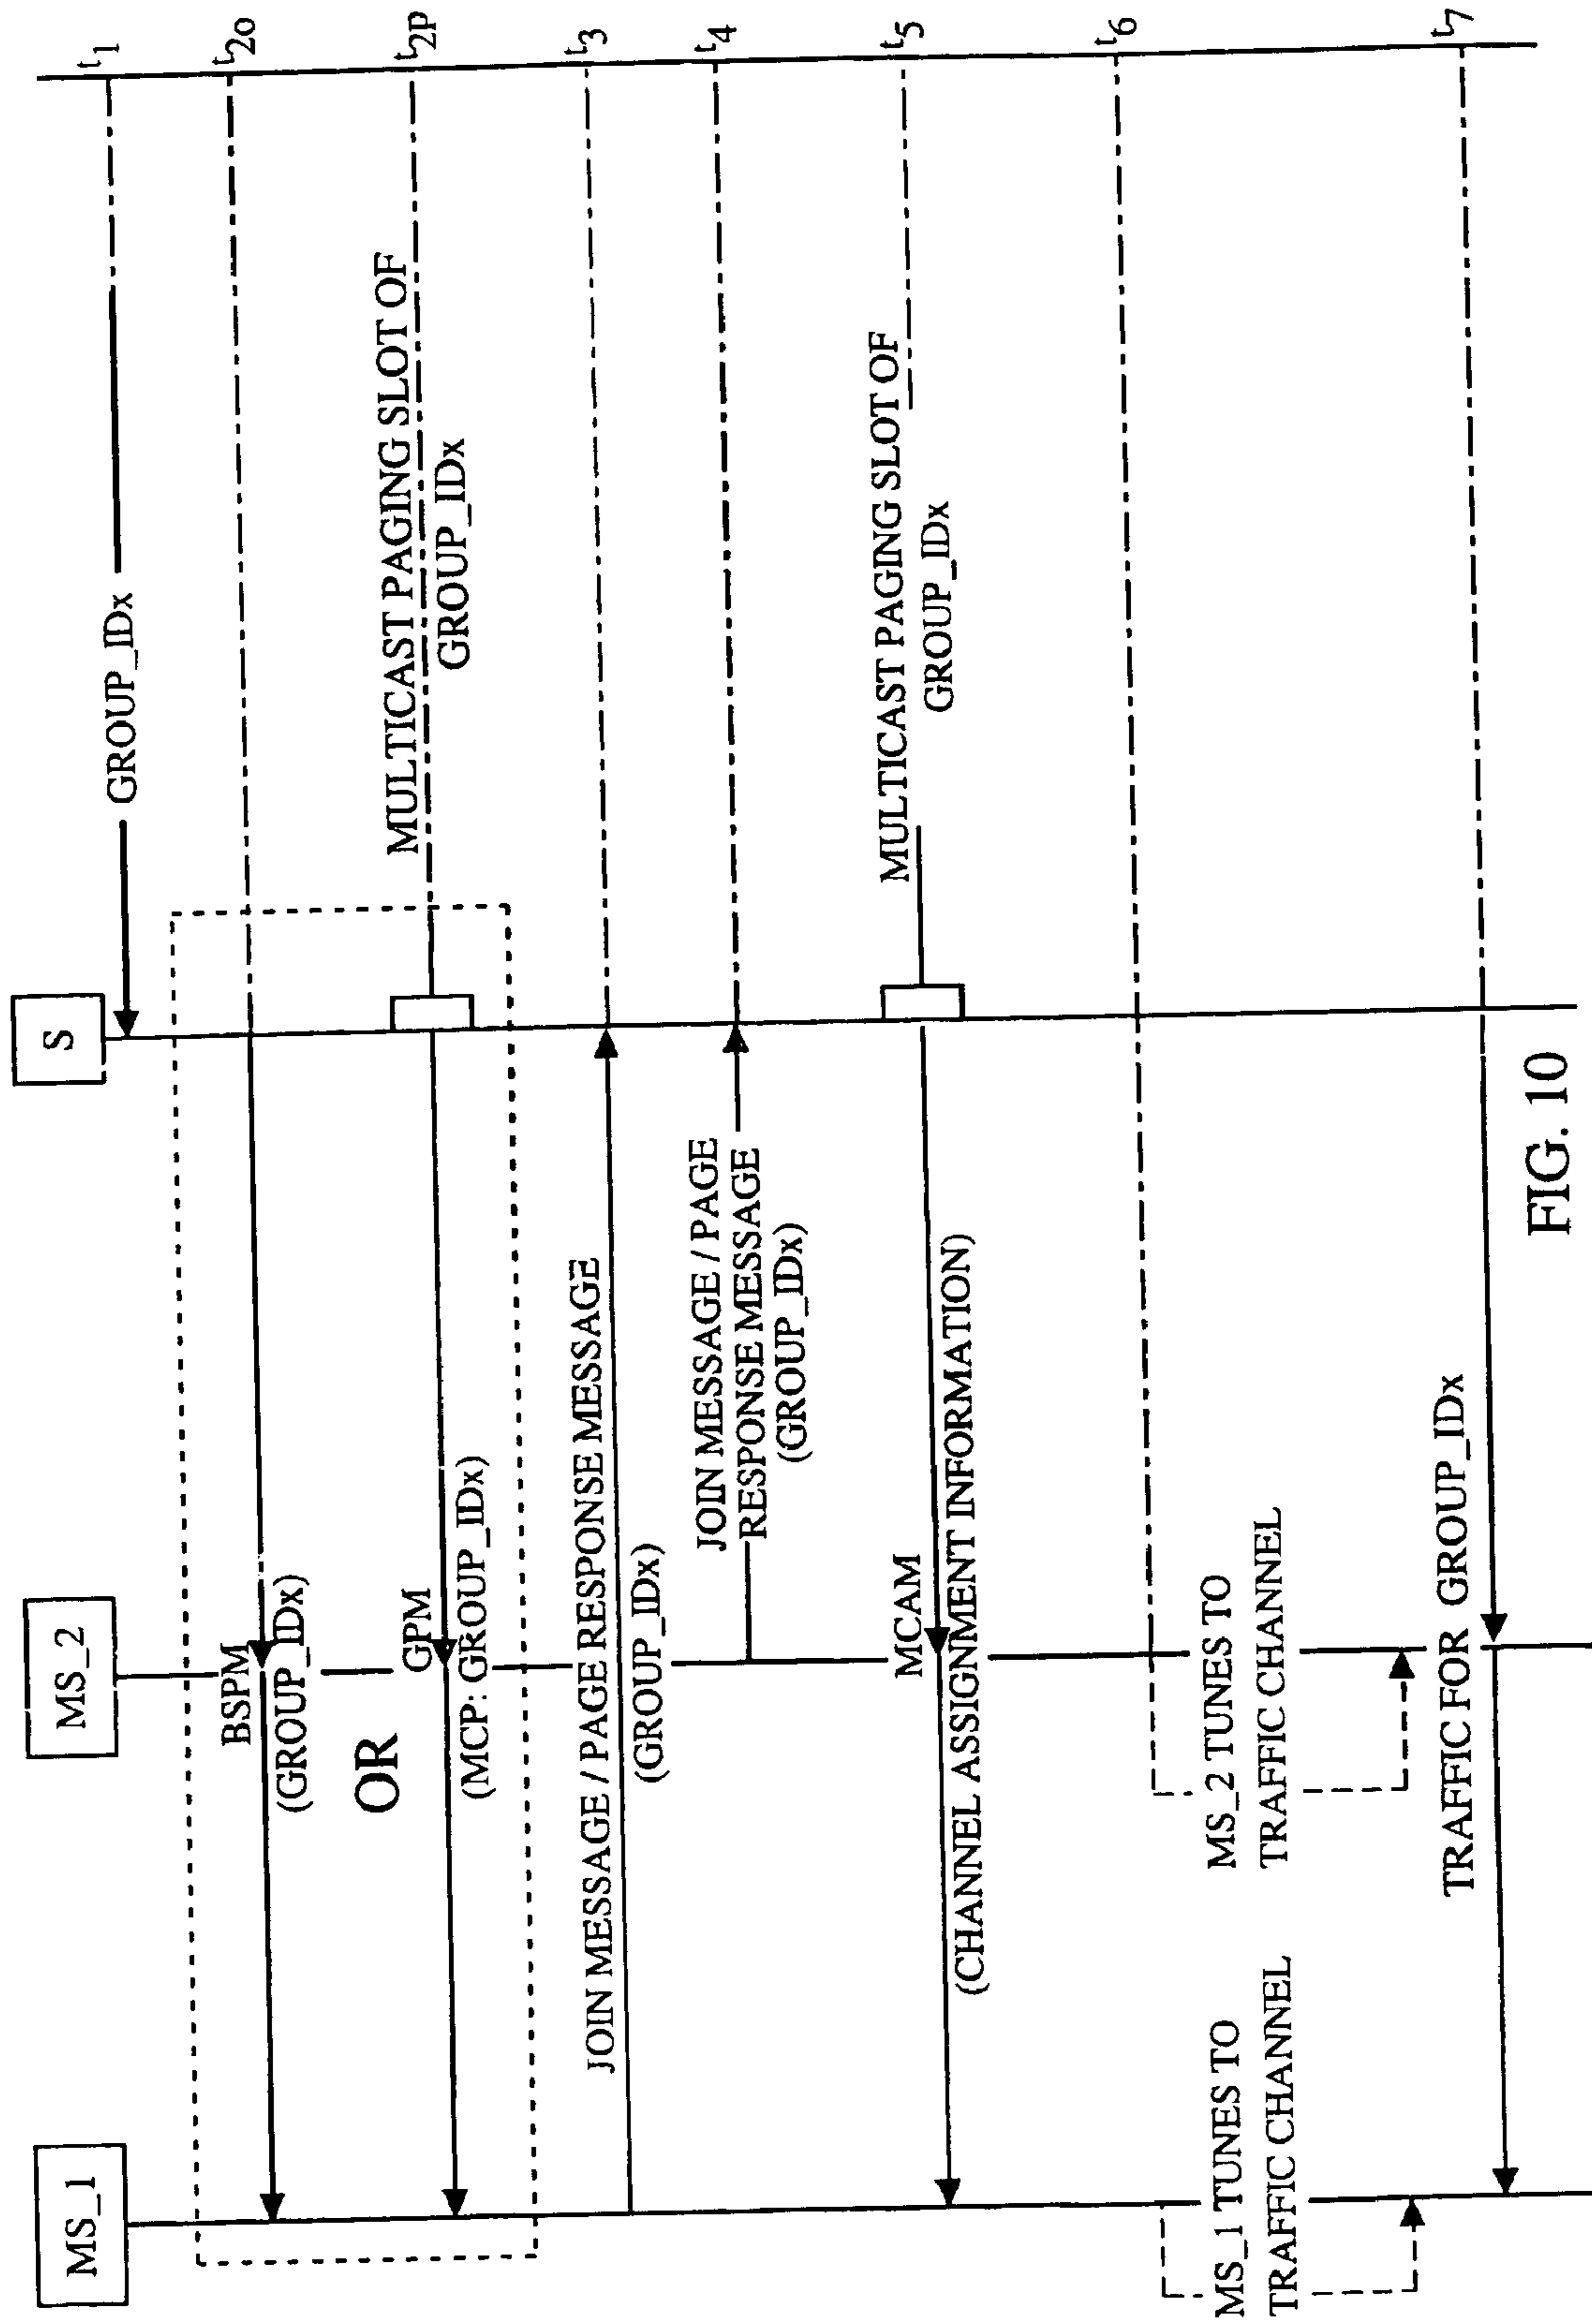 MS_1
MS_2
S
GROUP_IDx
t1
BSPM
(GROUP_IDx)
t2o
OR
GPM
(MCP: GROUP_IDx)
MULTICAST PAGING SLOT OF
GROUP_IDx
t2p
JOIN MESSAGE / PAGE RESPONSE MESSAGE
(GROUP_IDx)
t3
JOIN MESSAGE / PAGE
RESPONSE MESSAGE
(GROUP_IDx)
t4
MCAM
(CHANNEL ASSIGNMENT INFORMATION)
MULTICAST PAGING SLOT OF
GROUP_IDx
t5
t6
MS_1 TUNES TO
TRAFFIC CHANNEL
MS_2 TUNES TO
TRAFFIC CHANNEL
TRAFFIC FOR GROUP_IDx
t7
FIG. 10